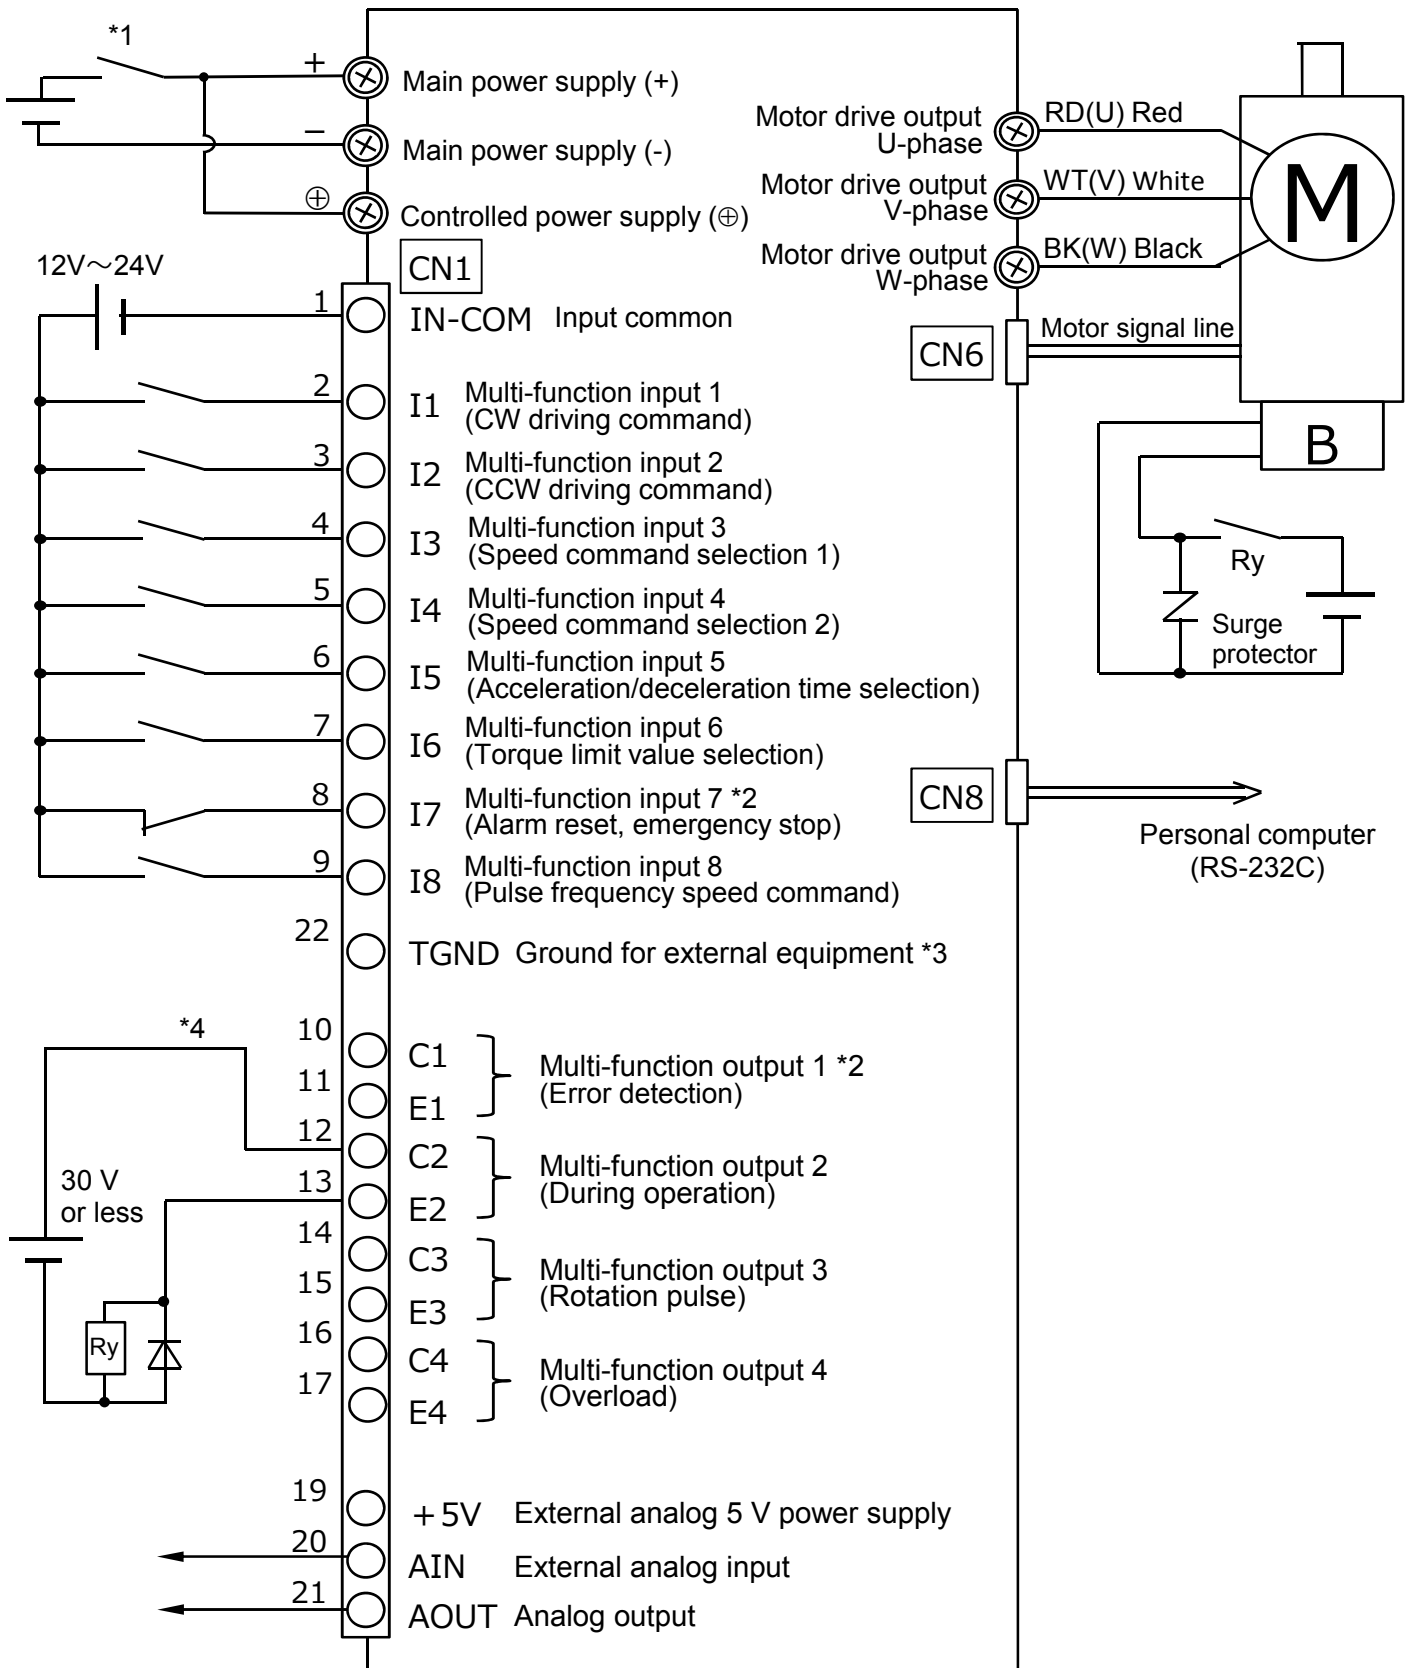 *1
+
Main power supply (+)
−
Main power supply (-)
⊕
Controlled power supply (⊕)
Motor drive output
U-phase
RD(U) Red
Motor drive output
V-phase
WT(V) White
Motor drive output
W-phase
BK(W) Black
M
CN1
12V～24V
1
IN-COM Input common
CN6
Motor signal line
B
2
I1
Multi-function input 1
(CW driving command)
3
I2
Multi-function input 2
(CCW driving command)
4
I3
Multi-function input 3
(Speed command selection 1)
5
I4
Multi-function input 4
(Speed command selection 2)
6
I5
Multi-function input 5
(Acceleration/deceleration time selection)
7
I6
Multi-function input 6
(Torque limit value selection)
8
I7
Multi-function input 7 *2
(Alarm reset, emergency stop)
9
I8
Multi-function input 8
(Pulse frequency speed command)
Ry
Surge
protector
CN8
Personal computer
(RS-232C)
22
TGND Ground for external equipment *3
*4
10
C1
11
E1
Multi-function output 1 *2
(Error detection)
12
C2
13
E2
Multi-function output 2
(During operation)
30 V
or less
14
C3
15
E3
Multi-function output 3
(Rotation pulse)
Ry
16
C4
17
E4
Multi-function output 4
(Overload)
19
+5V External analog 5 V power supply
20
AIN External analog input
21
AOUT Analog output